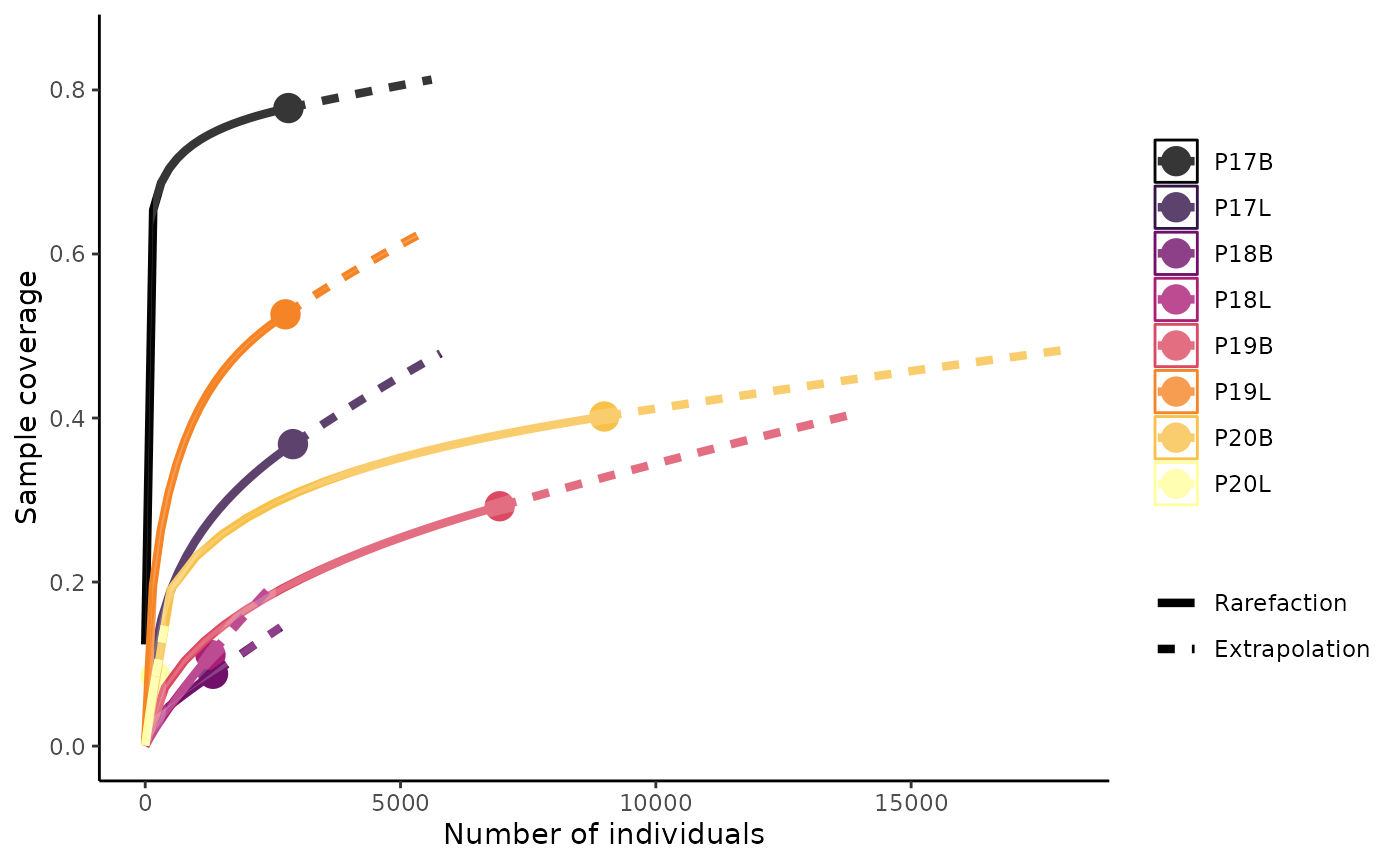 0.8
0.6
0.4
0.2
0.0
Sample coverage
0
5000
10000
15000
Number of individuals
P17B
P17L
P18B
P18L
P19B
P19L
P20B
P20L
Rarefaction
Extrapolation